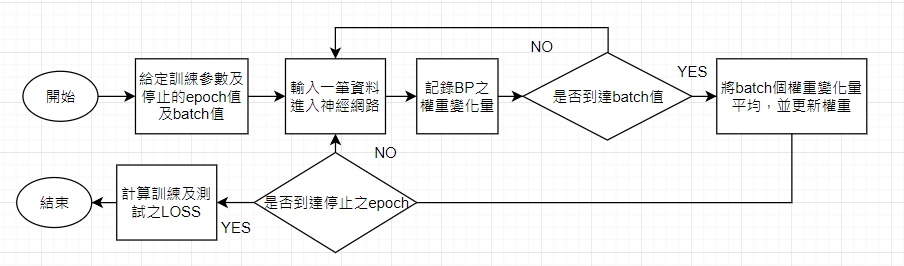 開始
給定訓練參數及
停止的epoch值
及batch值
輸入一筆資料
進入神經網路
記錄BP之
權重變化量
NO
是否到達batch值
YES
將batch個權重變化量
平均，並更新權重
NO
是否到達停止之epoch
YES
計算訓練及測
試之LOSS
結束